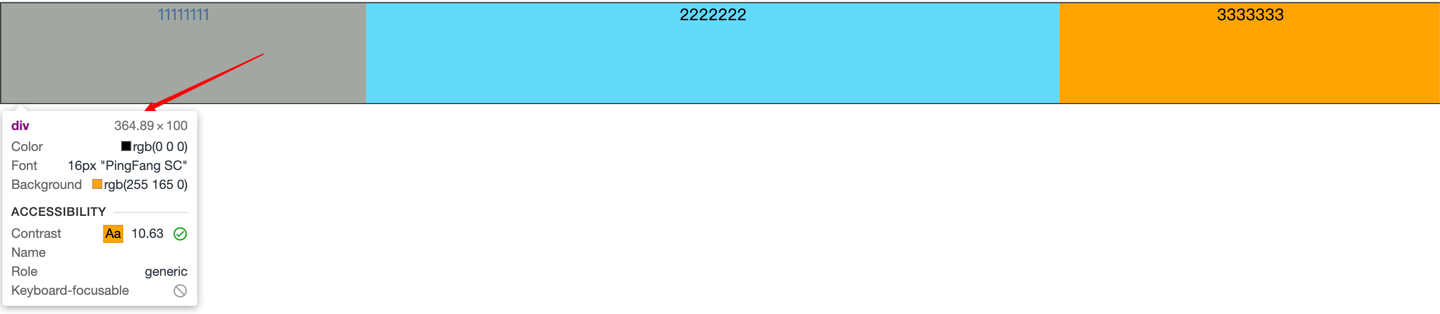 11111111 2222222 3333333
div 364.89 × 100
Color rgb(0 0 0)
Font 16px "PingFang SC"
Background rgb(255 165 0)
ACCESSIBILITY
Contrast Aa 10.63
Name
Role generic
Keyboard-focusable